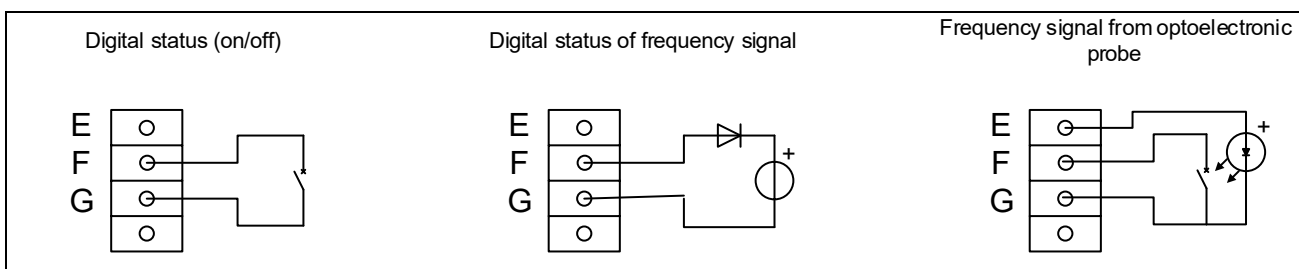 Digital status (on/off)
Digital status of frequency signal
Frequency signal from optoelectronic
probe
E
F
G
E
F
G
+
E
F
G
+